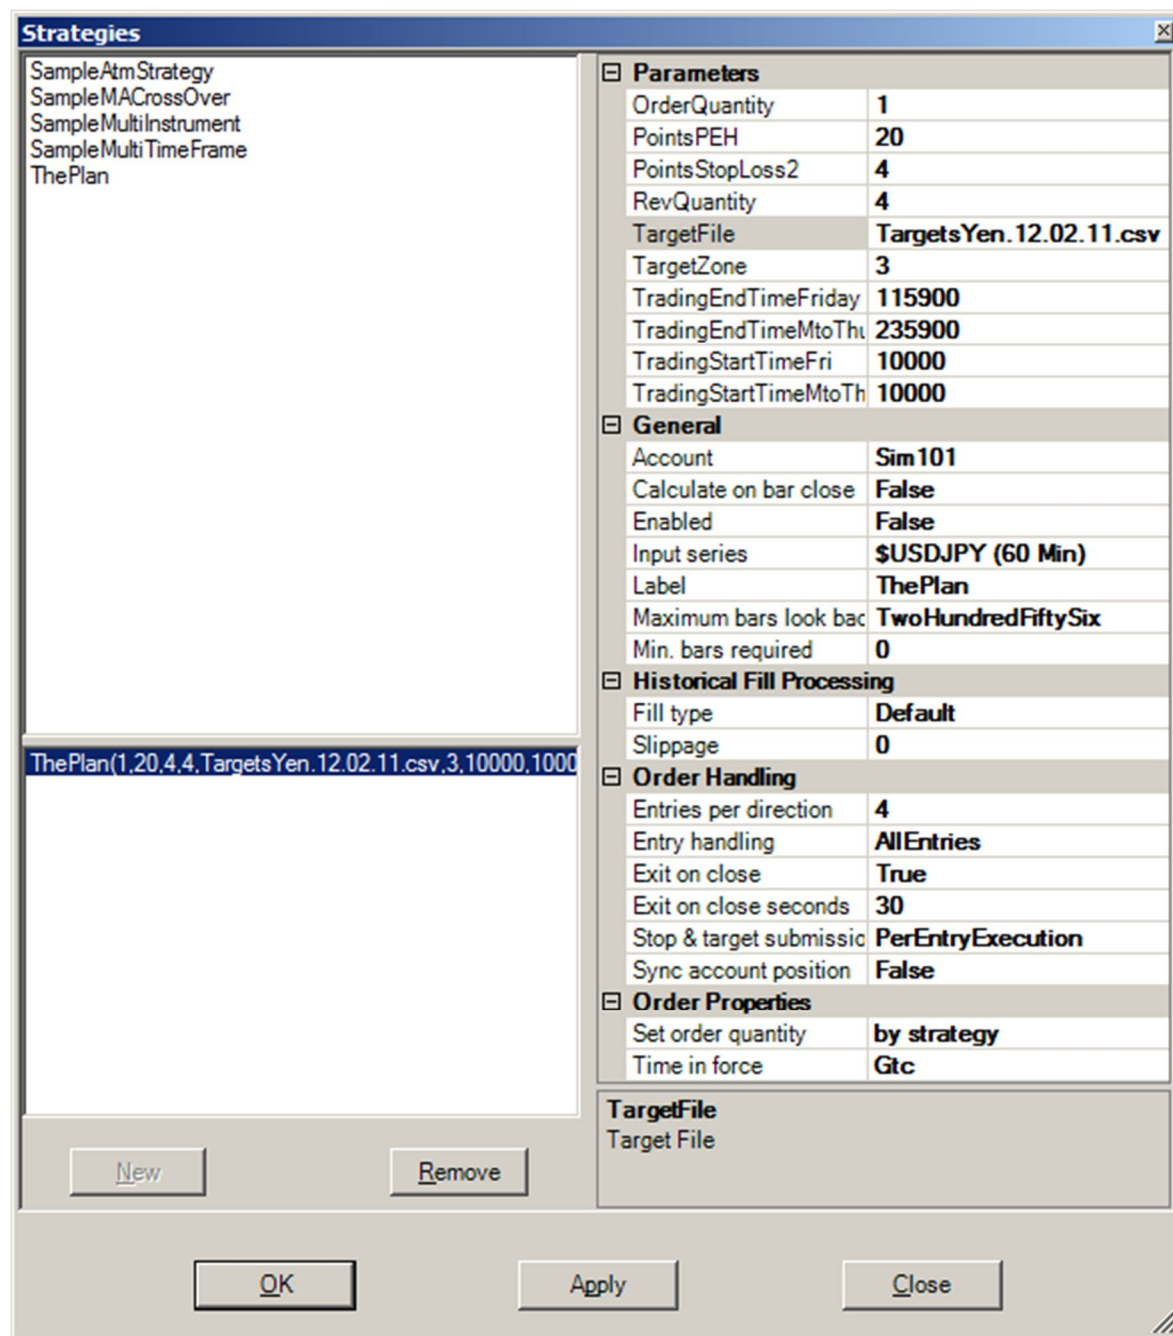 Strategies
SampleAtmStrategy
SampleMACrossOver
SampleMultiInstrument
SampleMultiTimeFrame
ThePlan
ThePlan(1,20,4,4,TargetsYen.12.02.11.csv,3,10000,1000
New
Remove
Parameters
OrderQuantity 1
PointsPEH 20
PointsStopLoss2 4
RevQuantity 4
TargetFile TargetsYen.12.02.11.csv
TargetZone 3
TradingEndTimeFriday 115900
TradingEndTimeMtoThu 235900
TradingStartTimeFri 10000
TradingStartTimeMtoTh 10000
General
Account Sim101
Calculate on bar close False
Enabled False
Input series $USDJPY (60 Min)
Label ThePlan
Maximum bars look bac TwoHundredFiftySix
Min. bars required 0
Historical Fill Processing
Fill type Default
Slippage 0
Order Handling
Entries per direction 4
Entry handling AllEntries
Exit on close True
Exit on close seconds 30
Stop & target submissio PerEntryExecution
Sync account position False
Order Properties
Set order quantity by strategy
Time in force Gtc
TargetFile
Target File
OK Apply Close